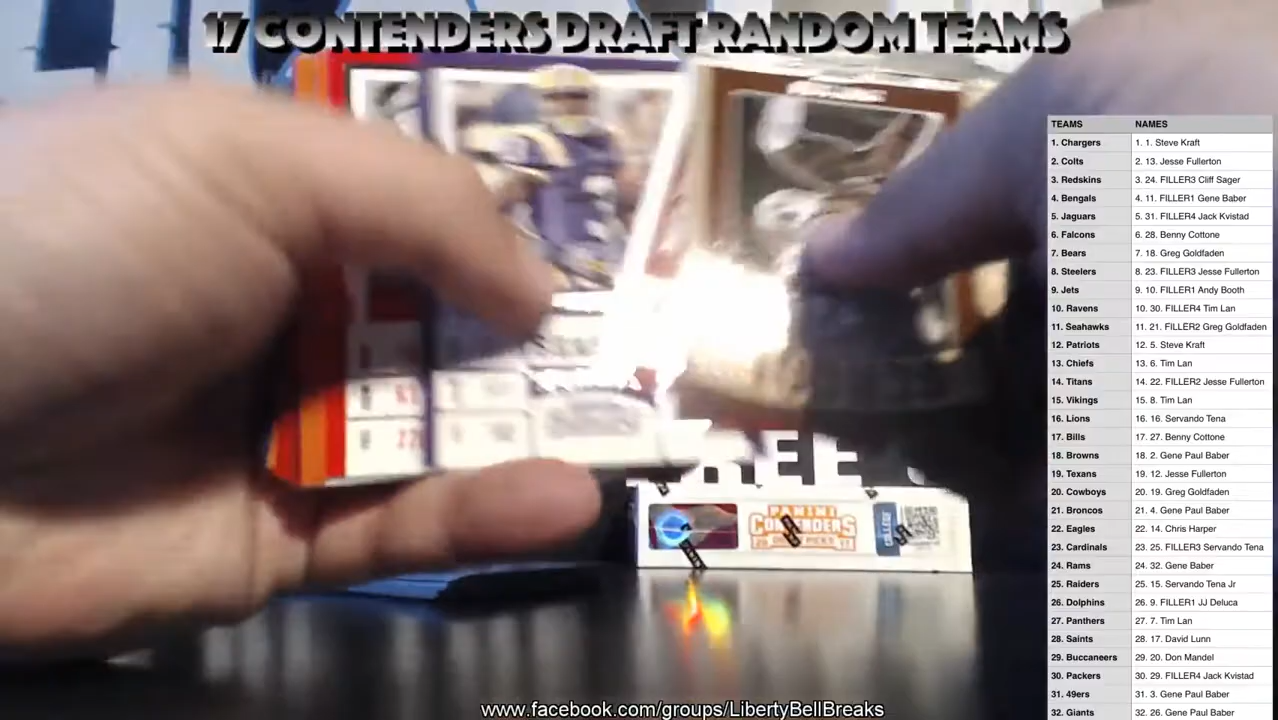 17 CONTENDERS DRAFT RANDOM TEAMS
TEAMS NAMES
1. Chargers 1. 1. Steve Kraft
2. Colts 2. 13. Jesse Fullerton
3. Redskins 3. 24. FILLER3 Cliff Sager
4. Bengals 4. 11. FILLER1 Gene Baber
5. Jaguars 5. 31. FILLER4 Jack Kvistad
6. Falcons 6. 28. Benny Cottone
7. Bears 7. 18. Greg Goldfaden
8. Steelers 8. 23. FILLER3 Jesse Fullerton
9. Jets 9. 10. FILLER1 Andy Booth
10. Ravens 10. 30. FILLER4 Tim Lan
11. Seahawks 11. 21. FILLER2 Greg Goldfaden
12. Patriots 12. 5. Steve Kraft
13. Chiefs 13. 6. Tim Lan
14. Titans 14. 22. FILLER2 Jesse Fullerton
15. Vikings 15. 8. Tim Lan
16. Lions 16. 16. Servando Tena
17. Bills 17. 27. Benny Cottone
18. Browns 18. 2. Gene Paul Baber
19. Texans 19. 12. Jesse Fullerton
20. Cowboys 20. 19. Greg Goldfaden
21. Broncos 21. 4. Gene Paul Baber
22. Eagles 22. 14. Chris Harper
23. Cardinals 23. 25. FILLER3 Servando Tena
24. Rams 24. 32. Gene Baber
25. Raiders 25. 15. Servando Tena Jr
26. Dolphins 26. 9. FILLER1 JJ Deluca
27. Panthers 27. 7. Tim Lan
28. Saints 28. 17. David Lunn
29. Buccaneers 29. 20. Don Mandel
30. Packers 30. 29. FILLER4 Jack Kvistad
31. 49ers 31. 3. Gene Paul Baber
32. Giants 32. 26. Gene Paul Baber
PANINI
CONTENDERS
20 DRAFT PICKS 17
COLLEGE
www.facebook.com/groups/LibertyBellBreaks